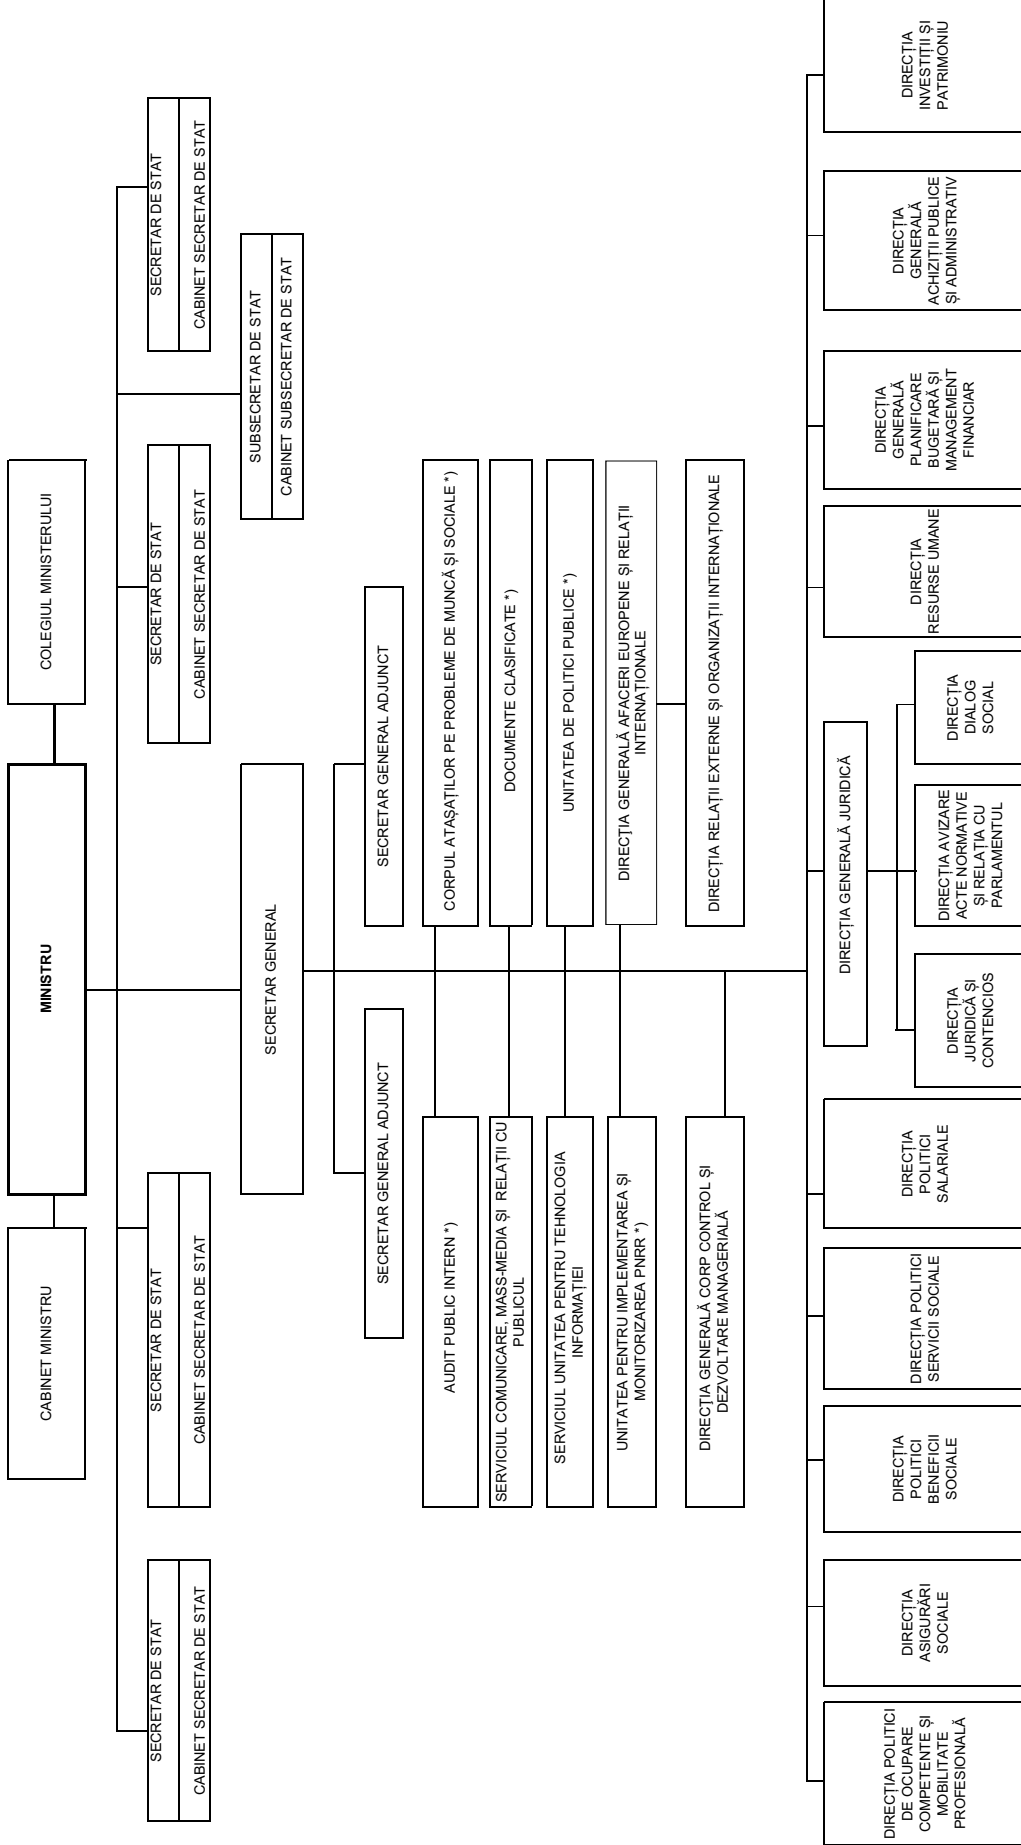 CABINET MINISTRU
MINISTRU
COLEGIUL MINISTERULUI
SECRETAR DE STAT
CABINET SECRETAR DE STAT
SECRETAR DE STAT
CABINET SECRETAR DE STAT
SECRETAR DE STAT
CABINET SECRETAR DE STAT
SECRETAR DE STAT
CABINET SECRETAR DE STAT
SECRETAR GENERAL
SUBSECRETAR DE STAT
CABINET SUBSECRETAR DE STAT
SECRETAR GENERAL ADJUNCT
SECRETAR GENERAL ADJUNCT
AUDIT PUBLIC INTERN *)
CORPUL ATAȘAȚILOR PE PROBLEME DE MUNCĂ ȘI SOCIALE *)
SERVICIUL COMUNICARE, MASS-MEDIA ȘI RELAȚII CU
PUBLICUL
DOCUMENTE CLASIFICATE *)
SERVICIUL UNITATEA PENTRU TEHNOLOGIA
INFORMAȚIEI
UNITATEA DE POLITICI PUBLICE *)
UNITATEA PENTRU IMPLEMENTAREA ȘI
MONITORIZAREA PNRR *)
DIRECȚIA GENERALĂ AFACERI EUROPENE ȘI RELAȚII
INTERNAȚIONALE
DIRECȚIA GENERALĂ CORP CONTROL ȘI
DEZVOLTARE MANAGERIALĂ
DIRECȚIA RELAȚII EXTERNE ȘI ORGANIZAȚII INTERNAȚIONALE
DIRECȚIA POLITICI
DE OCUPARE
COMPETENTE ȘI
MOBILITATE
PROFESIONALĂ
DIRECȚIA
ASIGURĂRI
SOCIALE
DIRECȚIA
POLITICI
BENEFICII
SOCIALE
DIRECȚIA POLITICI
SERVICII SOCIALE
DIRECȚIA
POLITICI
SALARIALE
DIRECȚIA GENERALĂ JURIDICĂ
DIRECȚIA
JURIDICĂ ȘI
CONTENCIOS
DIRECȚIA AVIZARE
ACTE NORMATIVE
ȘI RELAȚIA CU
PARLAMENTUL
DIRECȚIA
DIALOG
SOCIAL
DIRECȚIA
RESURSE UMANE
DIRECȚIA
GENERALĂ
PLANIFICARE
BUGETARĂ ȘI
MANAGEMENT
FINANCIAR
DIRECȚIA
GENERALĂ
ACHIZIȚII PUBLICE
ȘI ADMINISTRATIV
DIRECȚIA
INVESTIȚII ȘI
PATRIMONIU